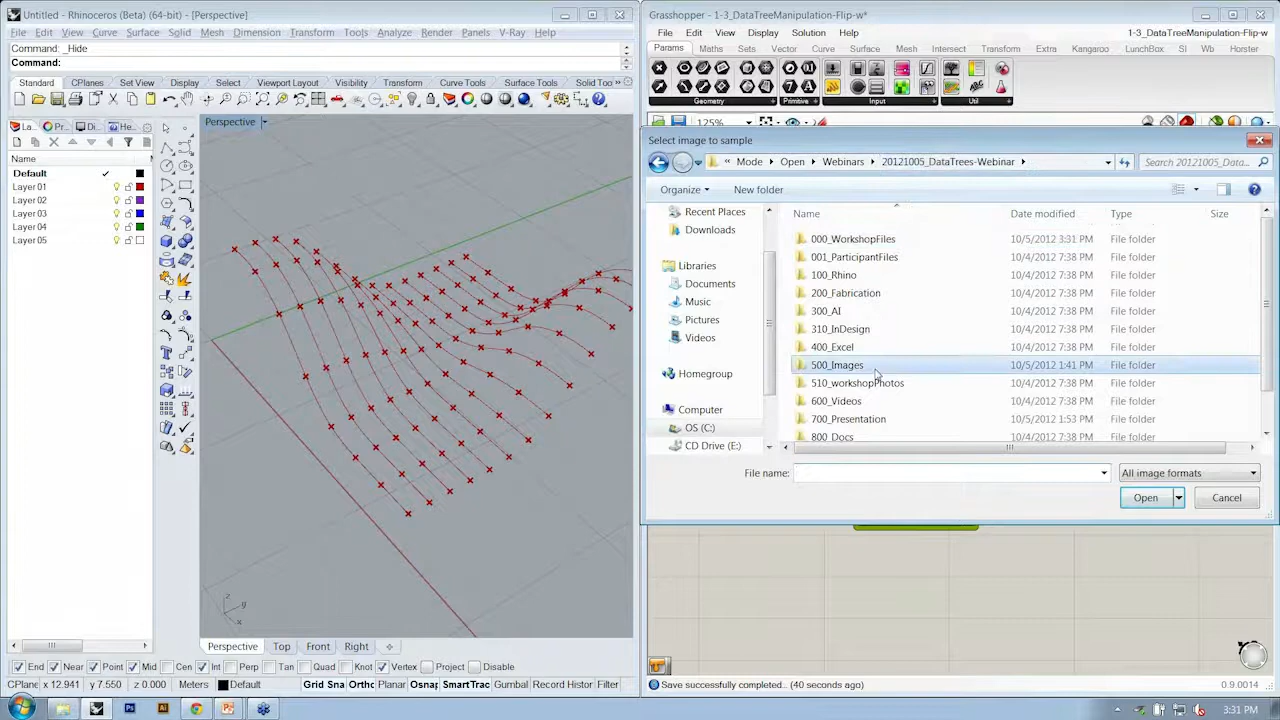 Untitled - Rhinoceros (Beta) (64-bit) - [Perspective]
File Edit View Curve Surface Solid Mesh Dimension Transform Tools Analyze Render Panels V-Ray Help
Command: _Hide
Command:
Standard CPlanes Set View Display Select Viewport Layout Visibility Transform Curve Tools Surface Tools Solid Too
La... Pr... Di... He...
Name
Default
Layer 01
Layer 02
Layer 03
Layer 04
Layer 05
Perspective
z
y
x
Perspective Top Front Right
End Near Point Mid Cen Int Perp Tan Quad Knot Vertex Project Disable
CPlane x 12.941 y 7.550 z 0.000 Meters Default Grid Sna Ortho Planar Osnap SmartTrac Gumbal Record Histor Filter
Grasshopper - 1-3_DataTreeManipulation-Flip-w*
File Edit View Display Solution Help 1-3_DataTreeManipulation-Flip-w
Params Maths Sets Vector Curve Surface Mesh Intersect Transform Extra Kangaroo LunchBox SI Wb Horster
Geometry Primitive Input Util
125%
Select image to sample
« Mode Open Webinars 20121005_DataTrees-Webinar Search 20121005_Data...
Organize New folder
Recent Places
Downloads
Libraries
Documents
Music
Pictures
Videos
Homegroup
Computer
OS (C:)
CD Drive (E:)
Name Date modified Type Size
000_WorkshopFiles 10/5/2012 3:31 PM File folder
001_ParticipantFiles 10/4/2012 7:38 PM File folder
100_Rhino 10/4/2012 7:38 PM File folder
200_Fabrication 10/4/2012 7:38 PM File folder
300_AI 10/4/2012 7:38 PM File folder
310_InDesign 10/4/2012 7:38 PM File folder
400_Excel 10/4/2012 7:38 PM File folder
500_Images 10/5/2012 1:41 PM File folder
510_workshopPhotos 10/4/2012 7:38 PM File folder
600_Videos 10/4/2012 7:38 PM File folder
700_Presentation 10/5/2012 1:53 PM File folder
800_Docs 10/4/2012 7:38 PM File folder
File name: All image formats
Open Cancel
Save successfully completed... (40 seconds ago) 0.9.0014
3:31 PM